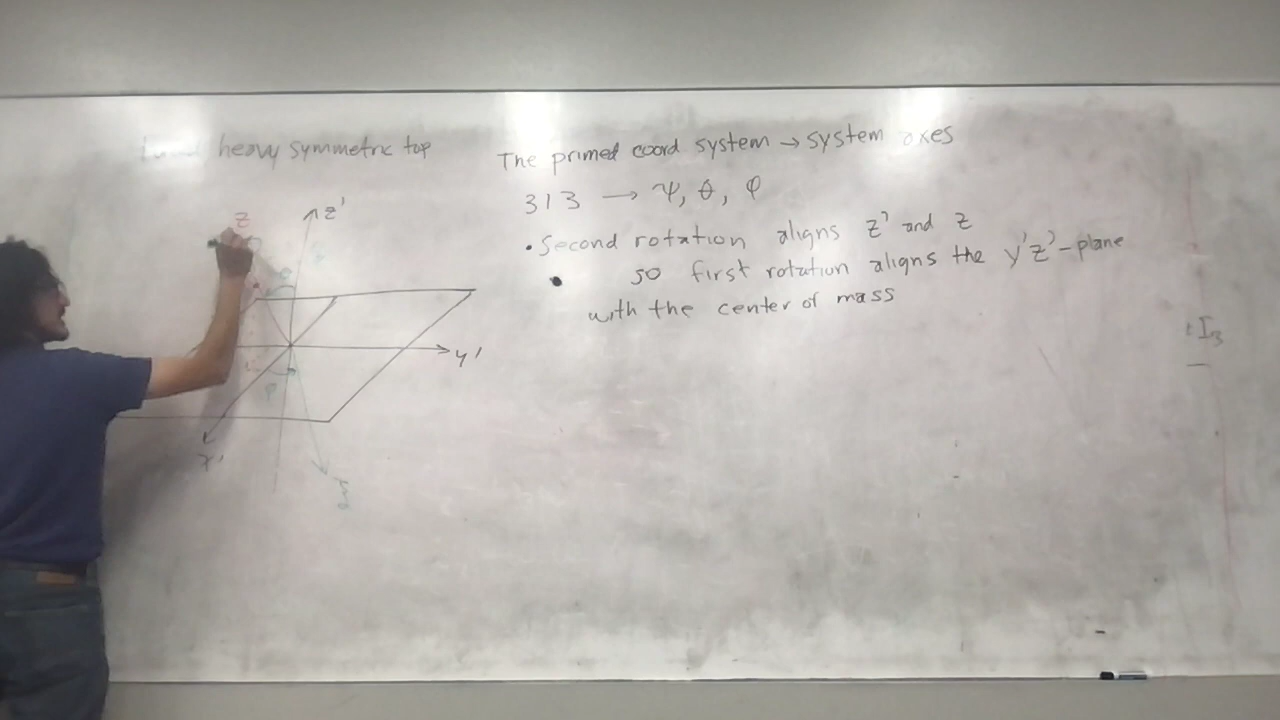 heavy symmetric top
The primed coord system → system axes
313 → ψ, θ, φ
• Second rotation aligns z' and z
• so first rotation aligns the y'z'-plane
with the center of mass
z
z'
y'
x'
I₃